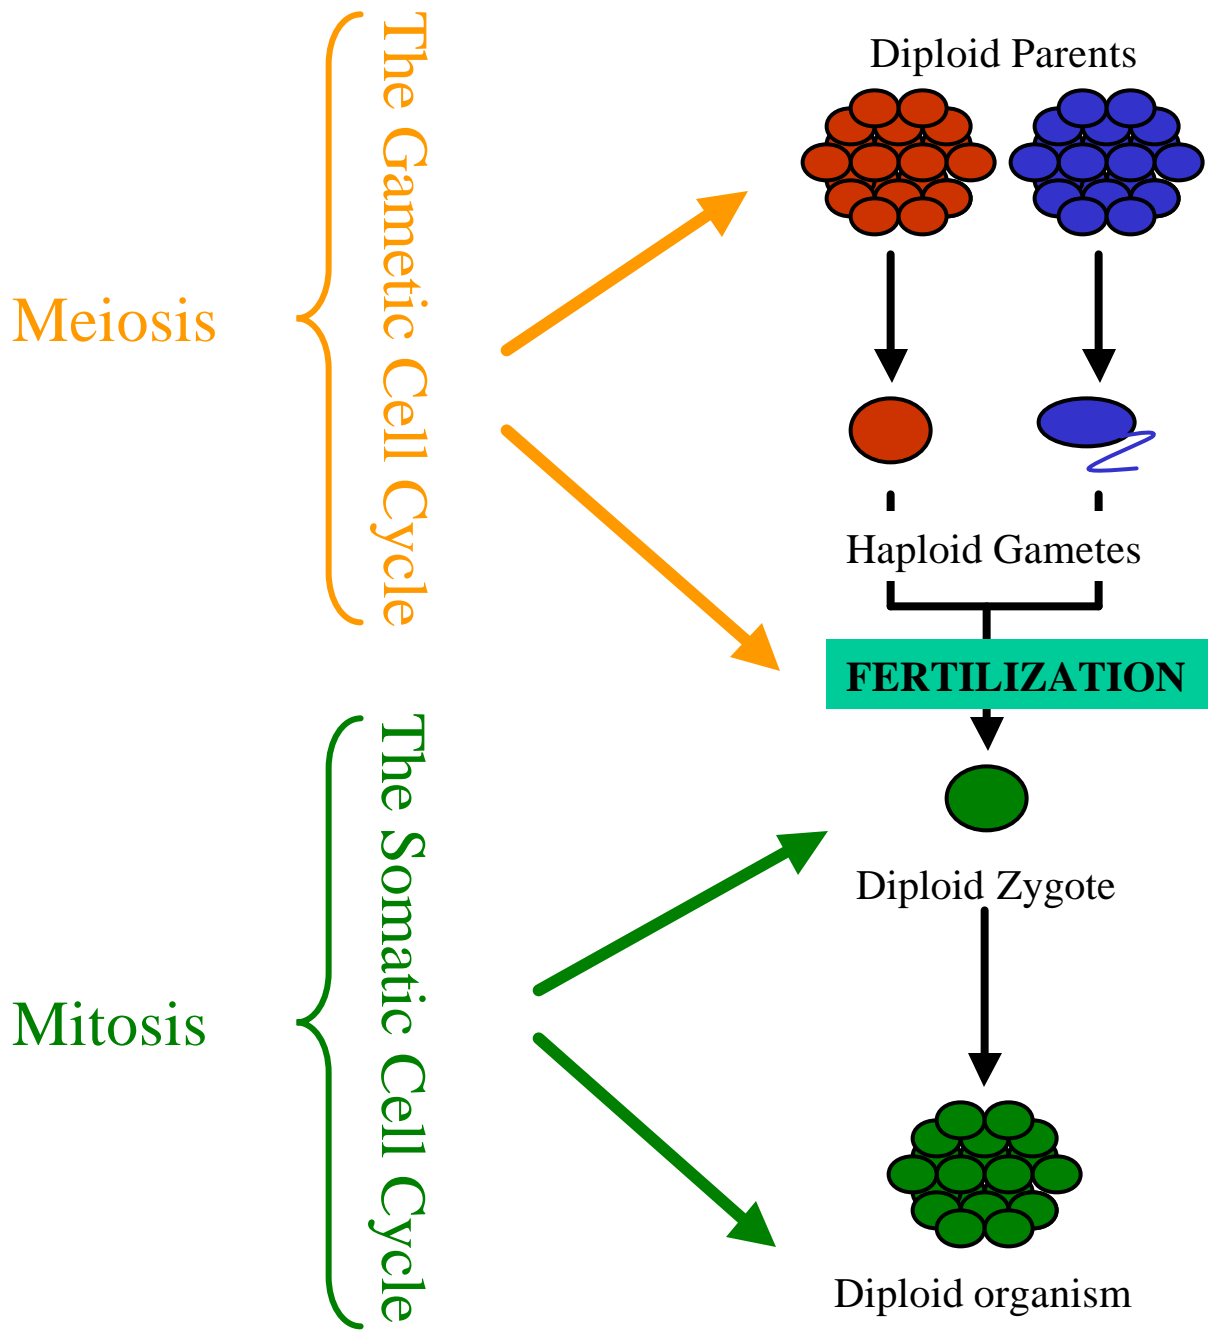 Meiosis
The Gametic Cell Cycle
Diploid Parents
Haploid Gametes
FERTILIZATION
Mitosis
The Somatic Cell Cycle
Diploid Zygote
Diploid organism